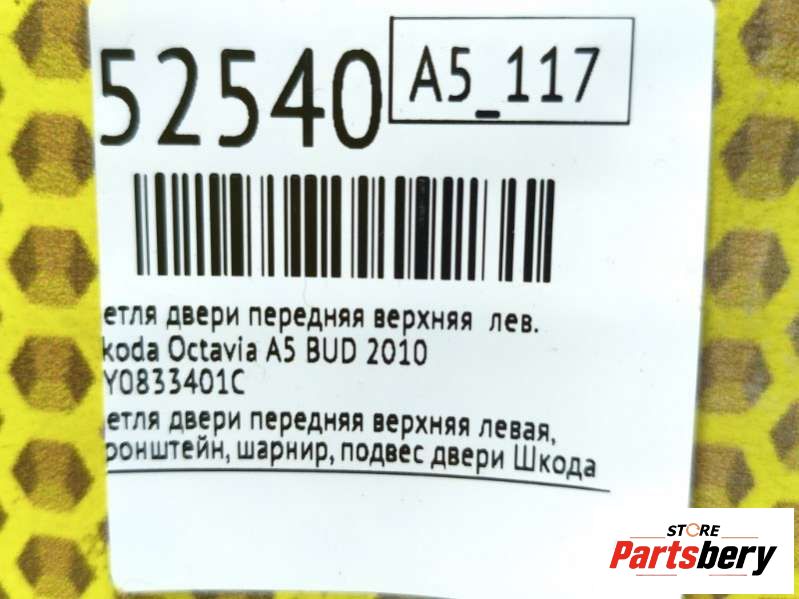 52540
A5_117
етля двери передняя верхняя лев.
koda Octavia A5 BUD 2010
Y0833401C
етля двери передняя верхняя левая,
ронштейн, шарнир, подвес двери Шкода
STORE
Partsbery